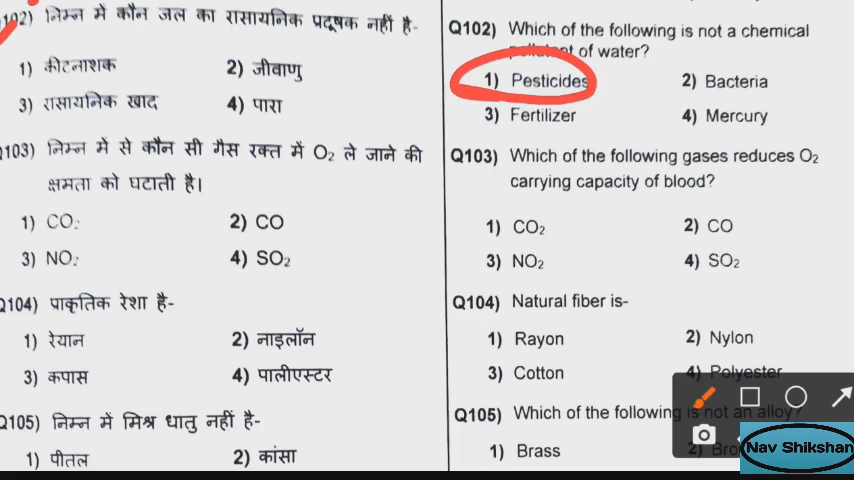 102) निम्न में कौन जल का रासायनिक प्रदूषक नहीं है-
1) कीटनाशक 2) जीवाणु
3) रासायनिक खाद 4) पारा
103) निम्न में से कौन सी गैस रक्त में O₂ ले जाने की
क्षमता को घटाती है।
1) CO₂ 2) CO
3) NO₂ 4) SO₂
Q104) प्राकृतिक रेशा है-
1) रेयान 2) नाइलॉन
3) कपास 4) पालीएस्टर
Q105) निम्न में मिश्र धातु नहीं है-
1) पीतल 2) कांसा
Q102) Which of the following is not a chemical
pollutant of water?
1) Pesticides 2) Bacteria
3) Fertilizer 4) Mercury
Q103) Which of the following gases reduces O₂
carrying capacity of blood?
1) CO₂ 2) CO
3) NO₂ 4) SO₂
Q104) Natural fiber is-
1) Rayon 2) Nylon
3) Cotton 4) Polyester
Q105) Which of the following is not an alloy?
1) Brass 2)
Nav Shikshan